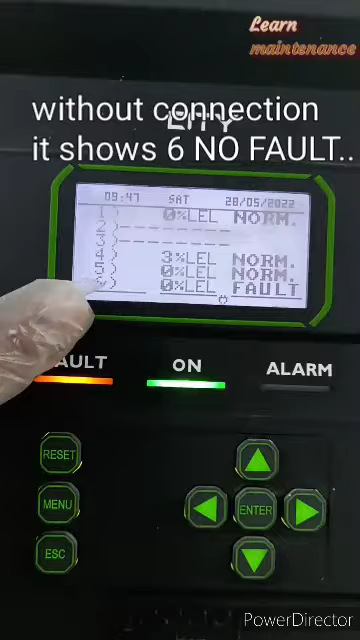 Learn
maintenance
without connection
it shows 6 NO FAULT..
09:47 SAT 28/05/2022
1) 0%LEL NORM.
2) -------
3) -------
4) 3%LEL NORM.
5) 0%LEL NORM.
0%LEL FAULT
FAULT ON ALARM
RESET
MENU ENTER
ESC
PowerDirector